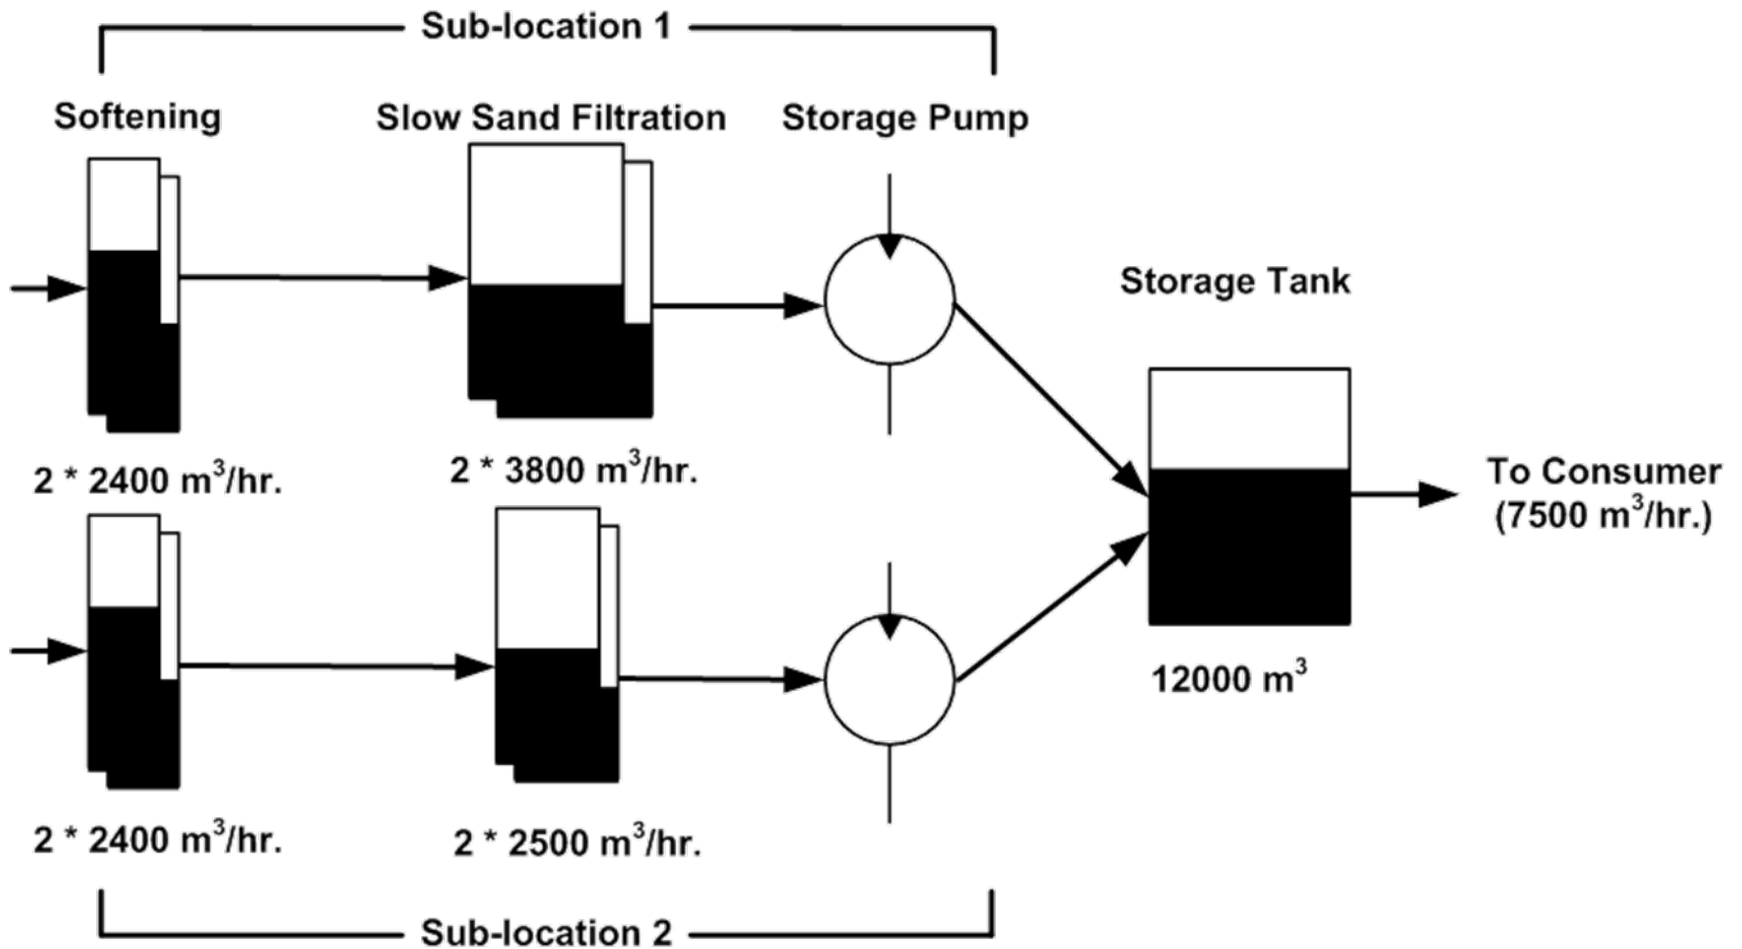 Sub-location 1
Softening
Slow Sand Filtration
Storage Pump
Storage Tank
2 * 2400 m³/hr.
2 * 3800 m³/hr.
To Consumer
(7500 m³/hr.)
12000 m³
2 * 2400 m³/hr.
2 * 2500 m³/hr.
Sub-location 2